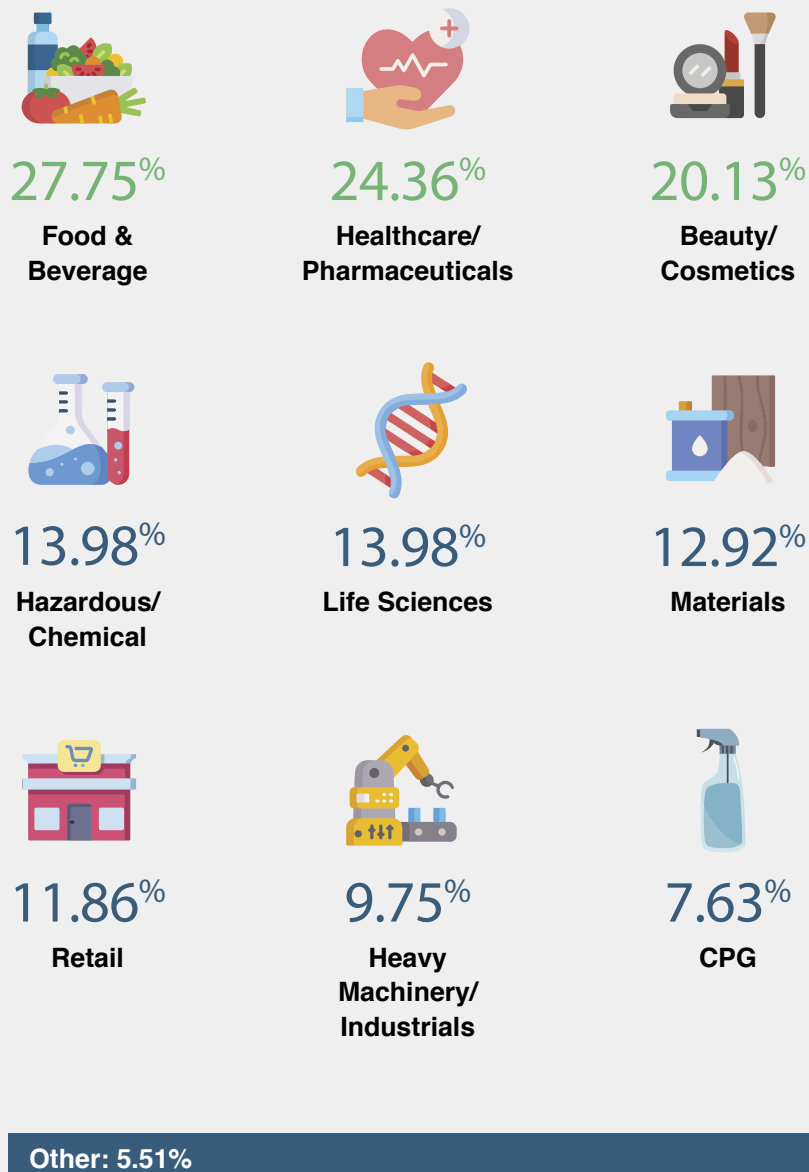 27.75%
Food &
Beverage
24.36%
Healthcare/
Pharmaceuticals
20.13%
Beauty/
Cosmetics
13.98%
Hazardous/
Chemical
13.98%
Life Sciences
12.92%
Materials
11.86%
Retail
9.75%
Heavy
Machinery/
Industrials
7.63%
CPG
Other: 5.51%